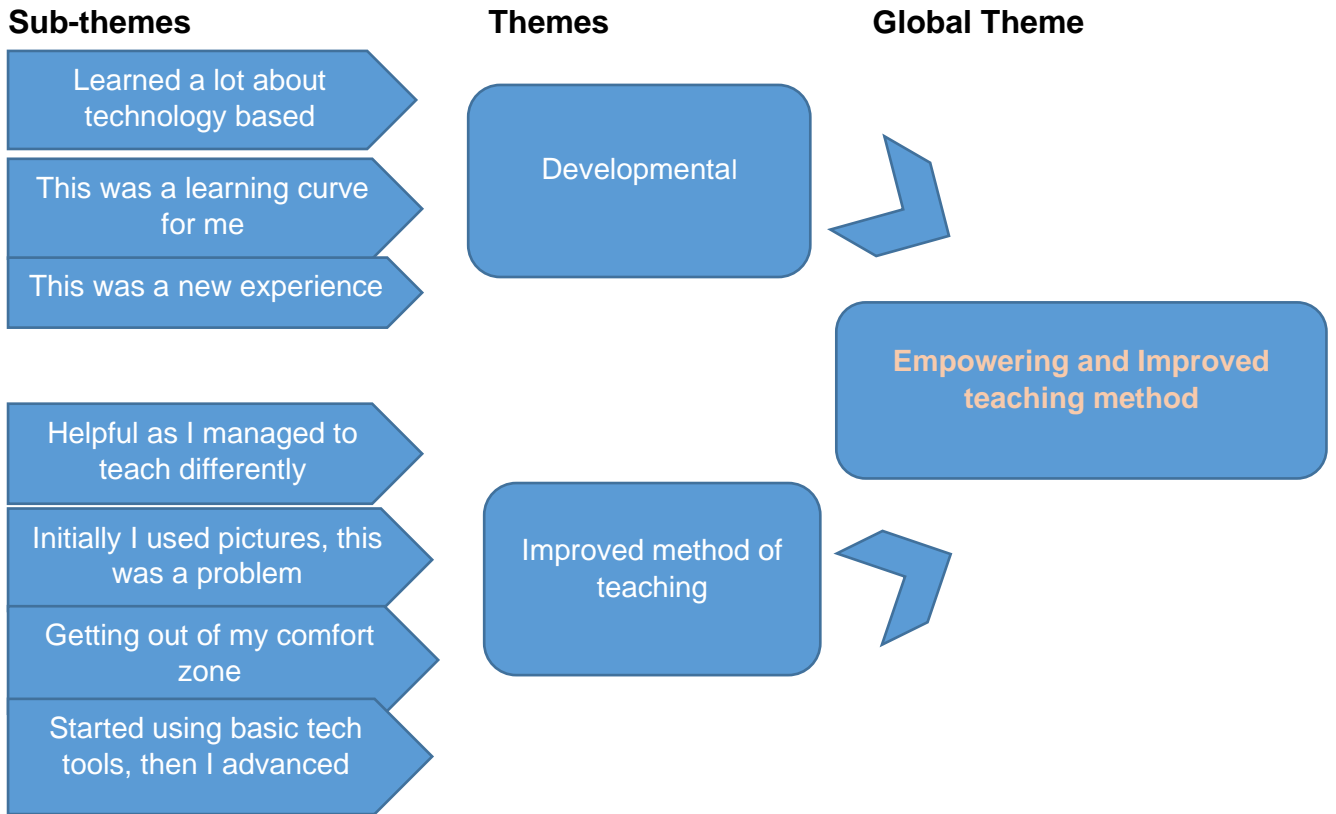 Sub-themes
Themes
Global Theme
Learned a lot about
technology based
This was a learning curve
for me
This was a new experience
Developmental
Helpful as I managed to
teach differently
Initially I used pictures, this
was a problem
Getting out of my comfort
zone
Started using basic tech
tools, then I advanced
Improved method of
teaching
Empowering and Improved
teaching method